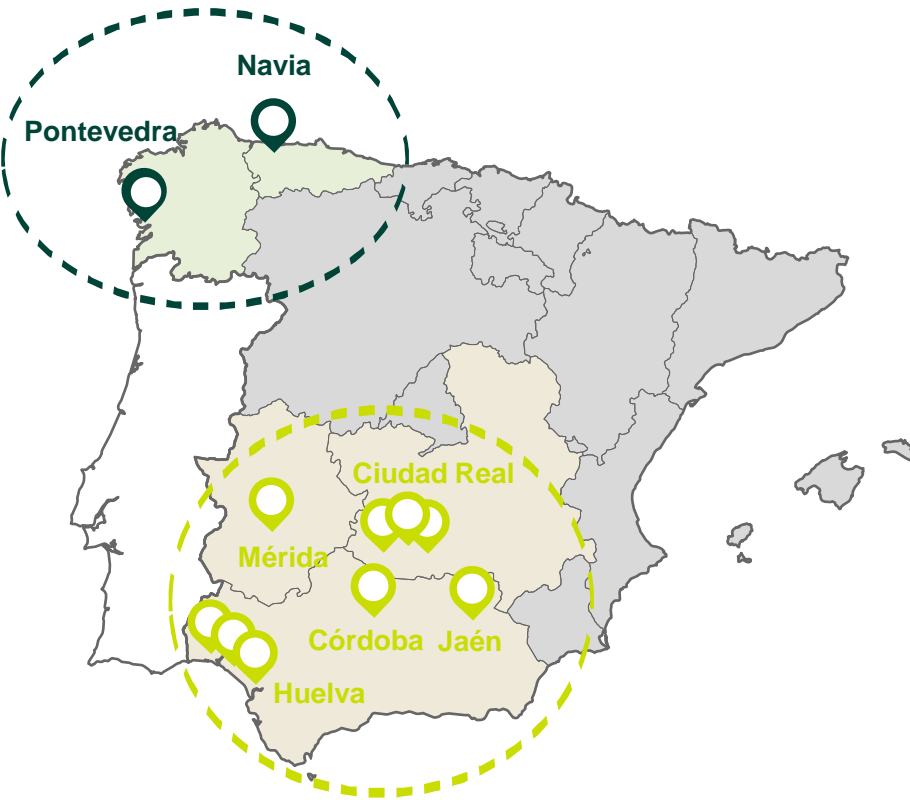 Navia
Pontevedra
Ciudad Real
Mérida
Córdoba
Jaén
Huelva